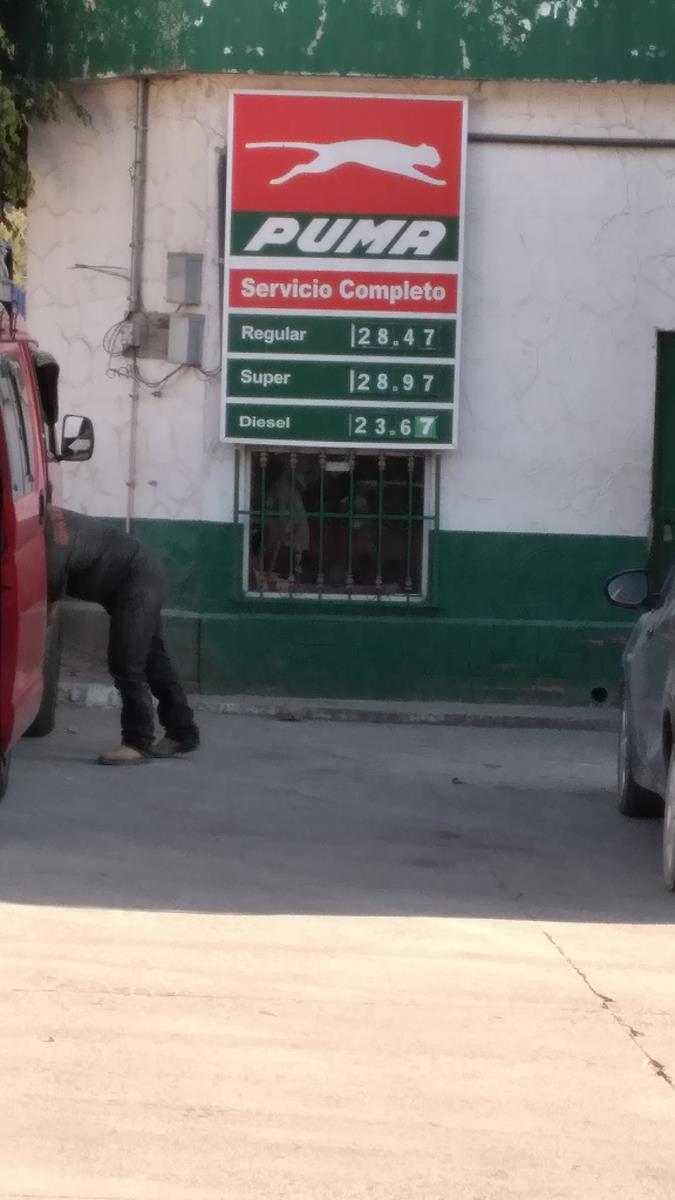 PUMA
Servicio Completo
Regular 28.47
Super 28.97
Diesel 23.67